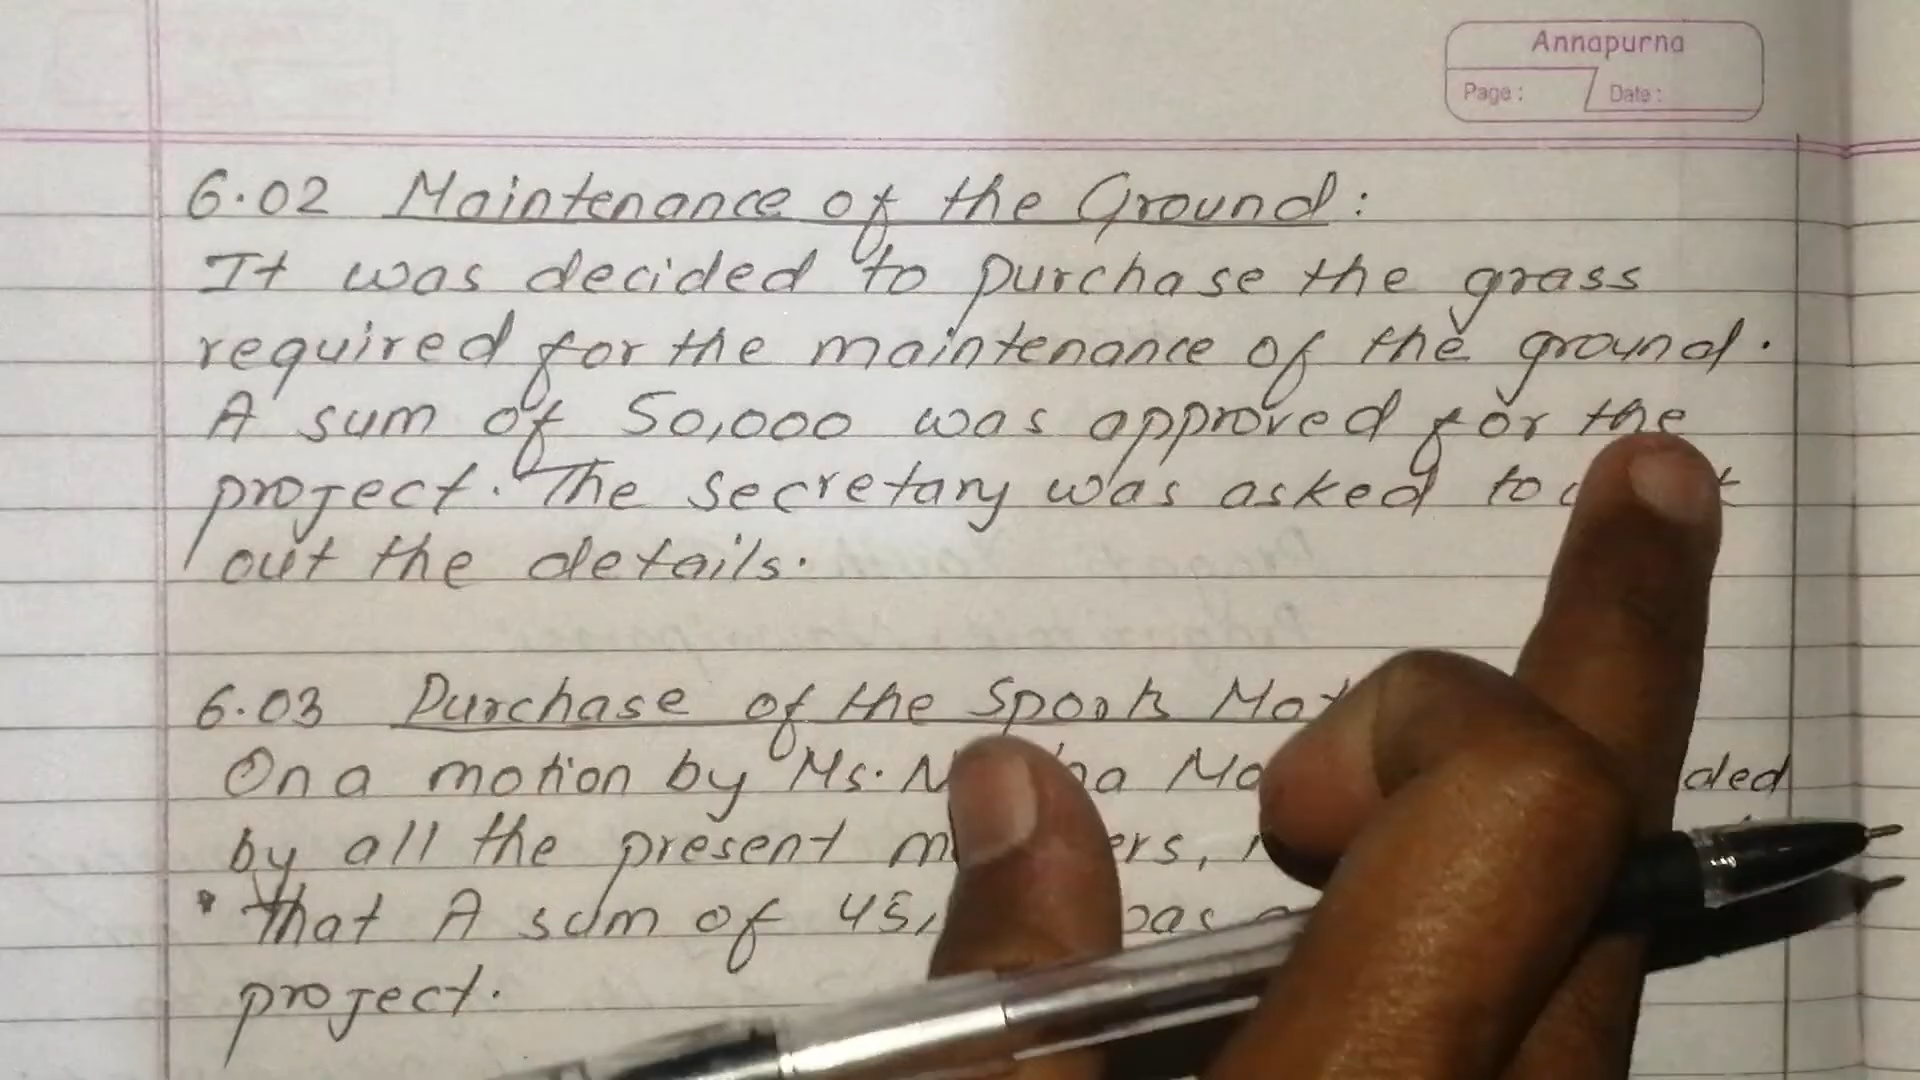 Annapurna
Page :
Date :
6.02 Maintenance of the Ground :
It was decided to purchase the grass
required for the maintenance of the ground.
A sum of 50,000 was approved for the
project. The secretary was asked to
out the details.
6.03 Purchase of the Sports
On a motion by Ms.
by all the present
that A sum of 45,
project.